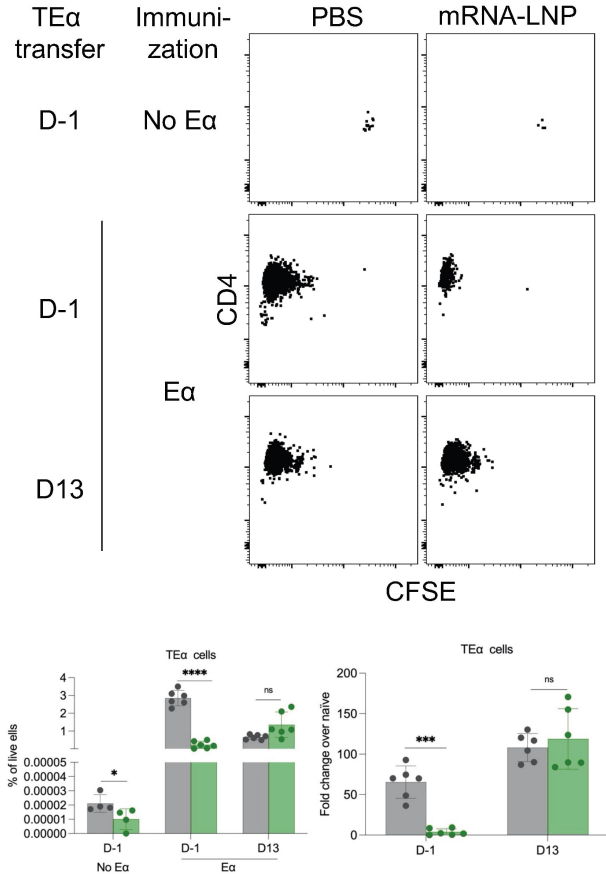 TEα
transfer
Immuni-
zation
PBS
mRNA-LNP
D-1
No Eα
D-1
Eα
D13
CD4
CFSE
TEα cells
% of live ells
4
3
2
1
0.00005
0.00004
0.00003
0.00002
0.00001
0.00000
*
****
ns
D-1
D-1
D13
No Eα
Eα
TEα cells
Fold change over naïve
200
150
100
50
0
***
ns
D-1
D13